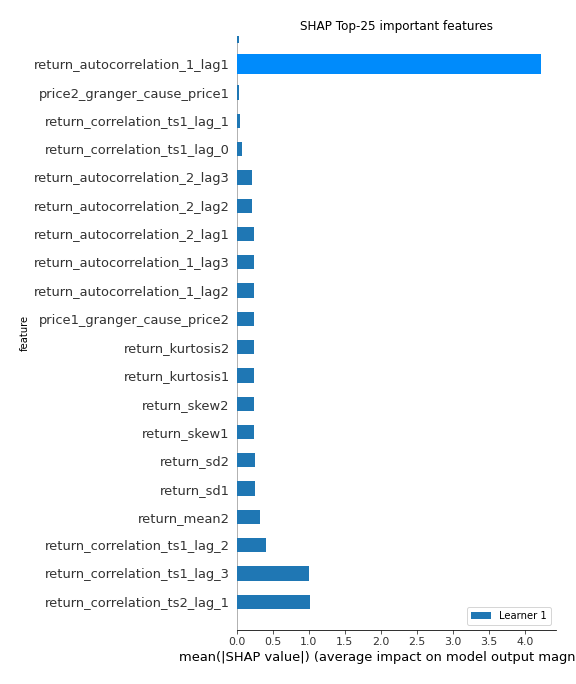 SHAP Top-25 important features
return_autocorrelation_1_lag1
price2_granger_cause_price1
return_correlation_ts1_lag_1
return_correlation_ts1_lag_0
return_autocorrelation_2_lag3
return_autocorrelation_2_lag2
return_autocorrelation_2_lag1
return_autocorrelation_1_lag3
return_autocorrelation_1_lag2
price1_granger_cause_price2
return_kurtosis2
return_kurtosis1
return_skew2
return_skew1
return_sd2
return_sd1
return_mean2
return_correlation_ts1_lag_2
return_correlation_ts1_lag_3
return_correlation_ts2_lag_1
feature
Learner 1
0.0 0.5 1.0 1.5 2.0 2.5 3.0 3.5 4.0
mean(|SHAP value|) (average impact on model output magn